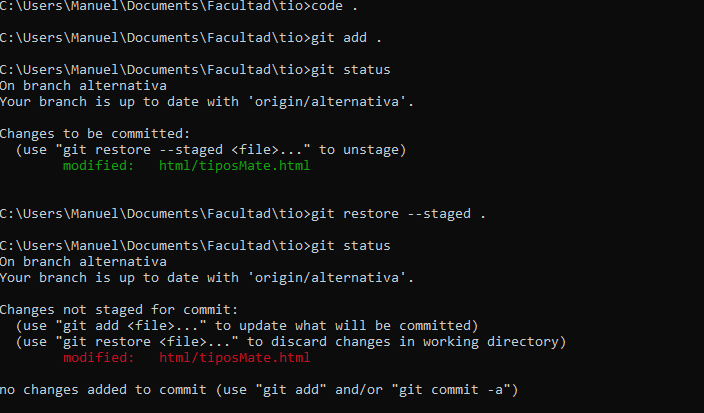 C:\Users\Manuel\Documents\Facultad\tio>code .
C:\Users\Manuel\Documents\Facultad\tio>git add .
C:\Users\Manuel\Documents\Facultad\tio>git status
On branch alternativa
Your branch is up to date with 'origin/alternativa'.
Changes to be committed:
  (use "git restore --staged <file>..." to unstage)
        modified:   html/tiposMate.html
C:\Users\Manuel\Documents\Facultad\tio>git restore --staged .
C:\Users\Manuel\Documents\Facultad\tio>git status
On branch alternativa
Your branch is up to date with 'origin/alternativa'.
Changes not staged for commit:
  (use "git add <file>..." to update what will be committed)
  (use "git restore <file>..." to discard changes in working directory)
        modified:   html/tiposMate.html
no changes added to commit (use "git add" and/or "git commit -a")